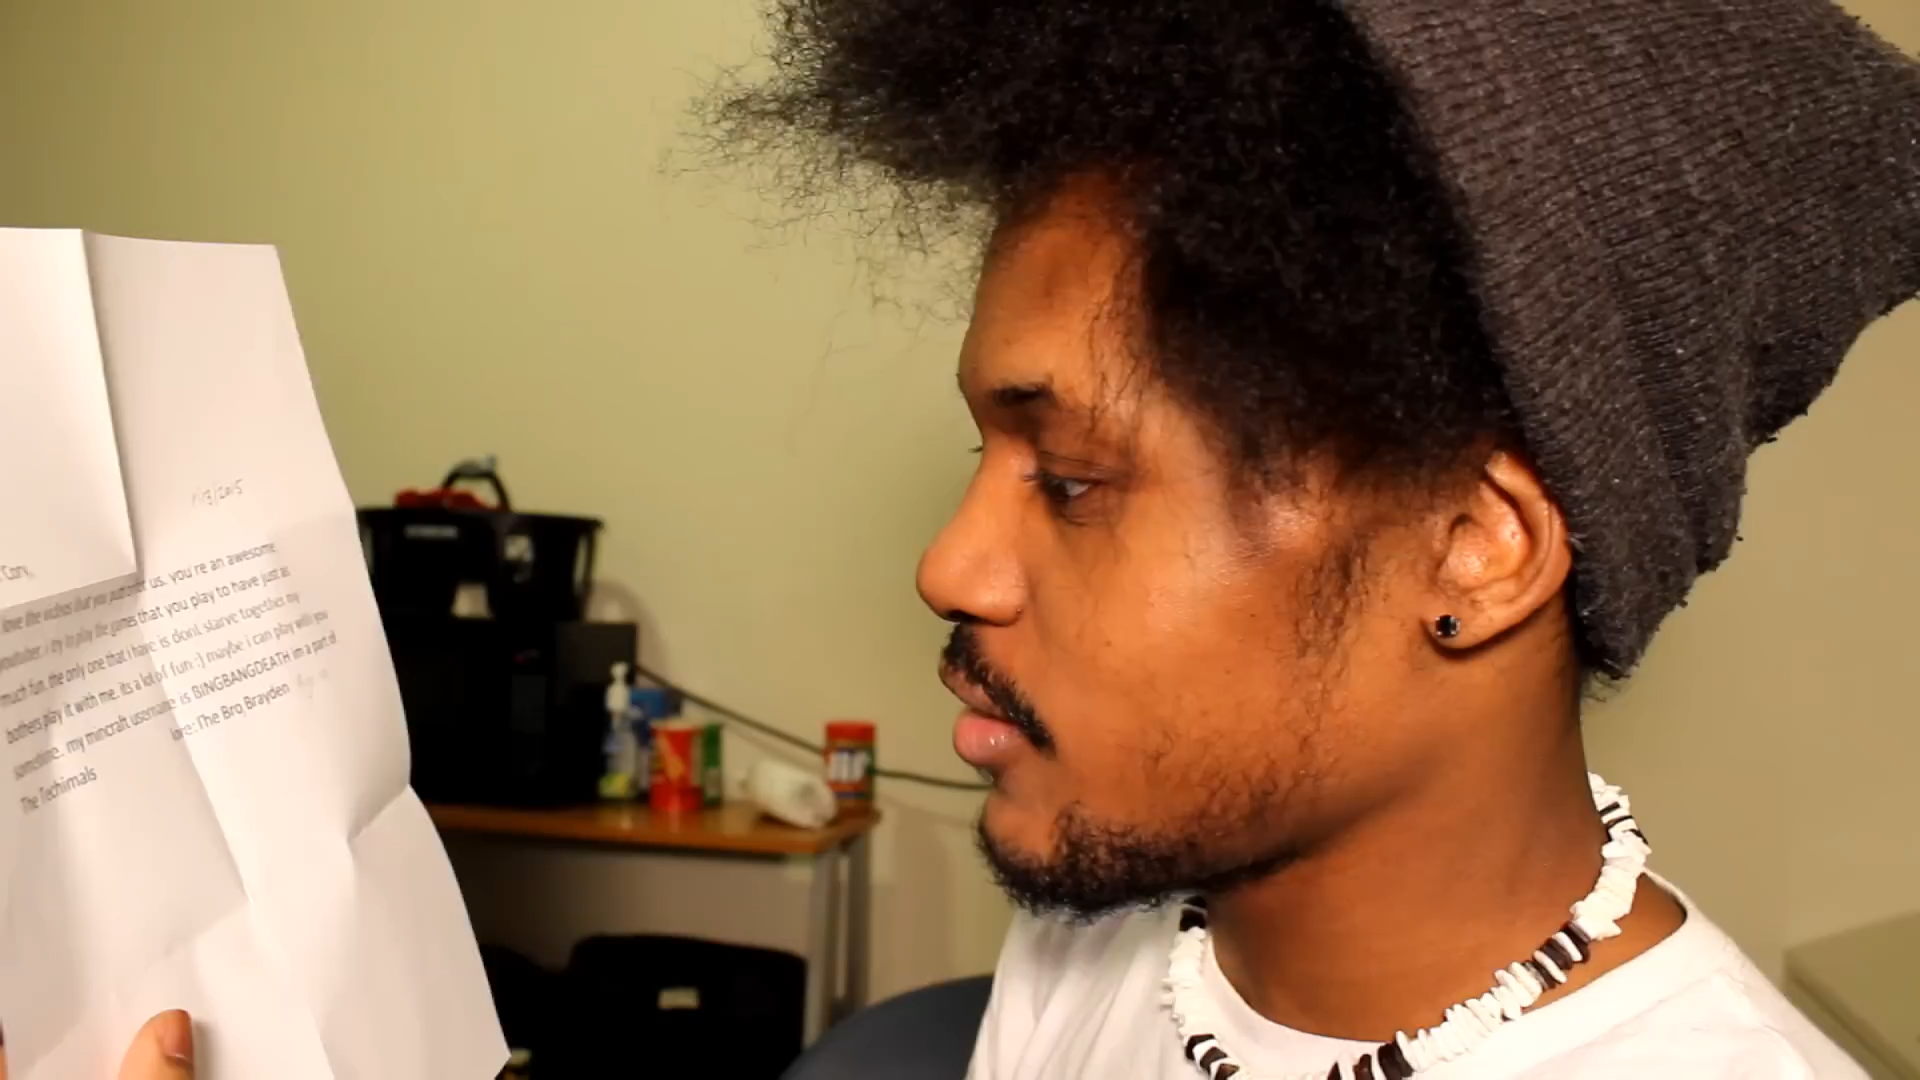 Cory,
love the vidios that you put us. you're an awesome
youtuber. i try to play the games that you play to have just as
much fun. the only one that i have is dont starve together my
bothers play it with me. its a lot of fun :) maybe i can play with you
sometime.. my mincraft username is BINGBANGDEATH im a part of
The Techimals
love: The Bro, Brayden
JIF